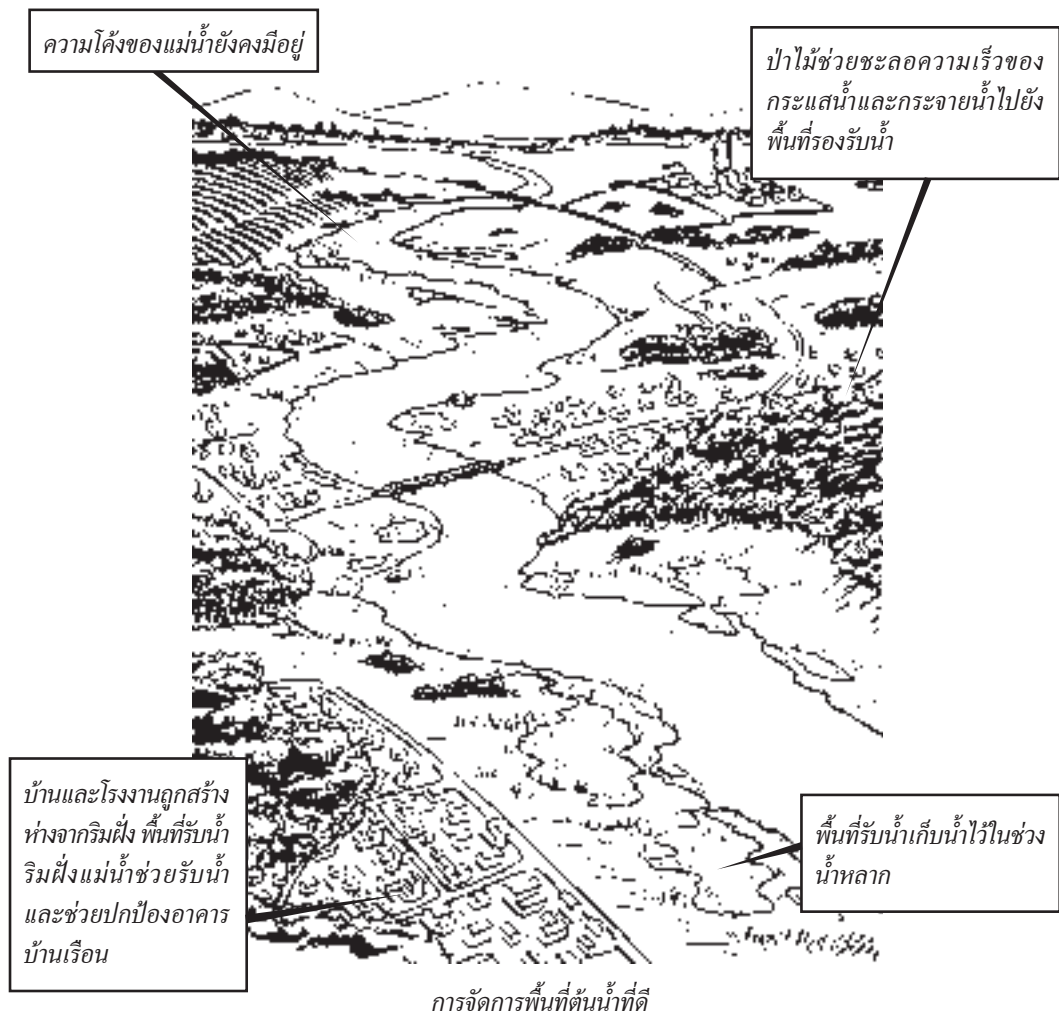 ความโค้งของแม่น้ำยังคงมีอยู่
ป่าไม้ช่วยชะลอความเร็วของ
กระแสน้ำและกระจายน้ำไปยัง
พื้นที่รองรับน้ำ
บ้านและโรงงานถูกสร้าง
ห่างจากริมฝั่ง พื้นที่รับน้ำ
ริมฝั่งแม่น้ำช่วยรับน้ำ
และช่วยปกป้องอาคาร
บ้านเรือน
พื้นที่รับน้ำเก็บน้ำไว้ในช่วง
น้ำหลาก
การจัดการพื้นที่ต้นน้ำที่ดี